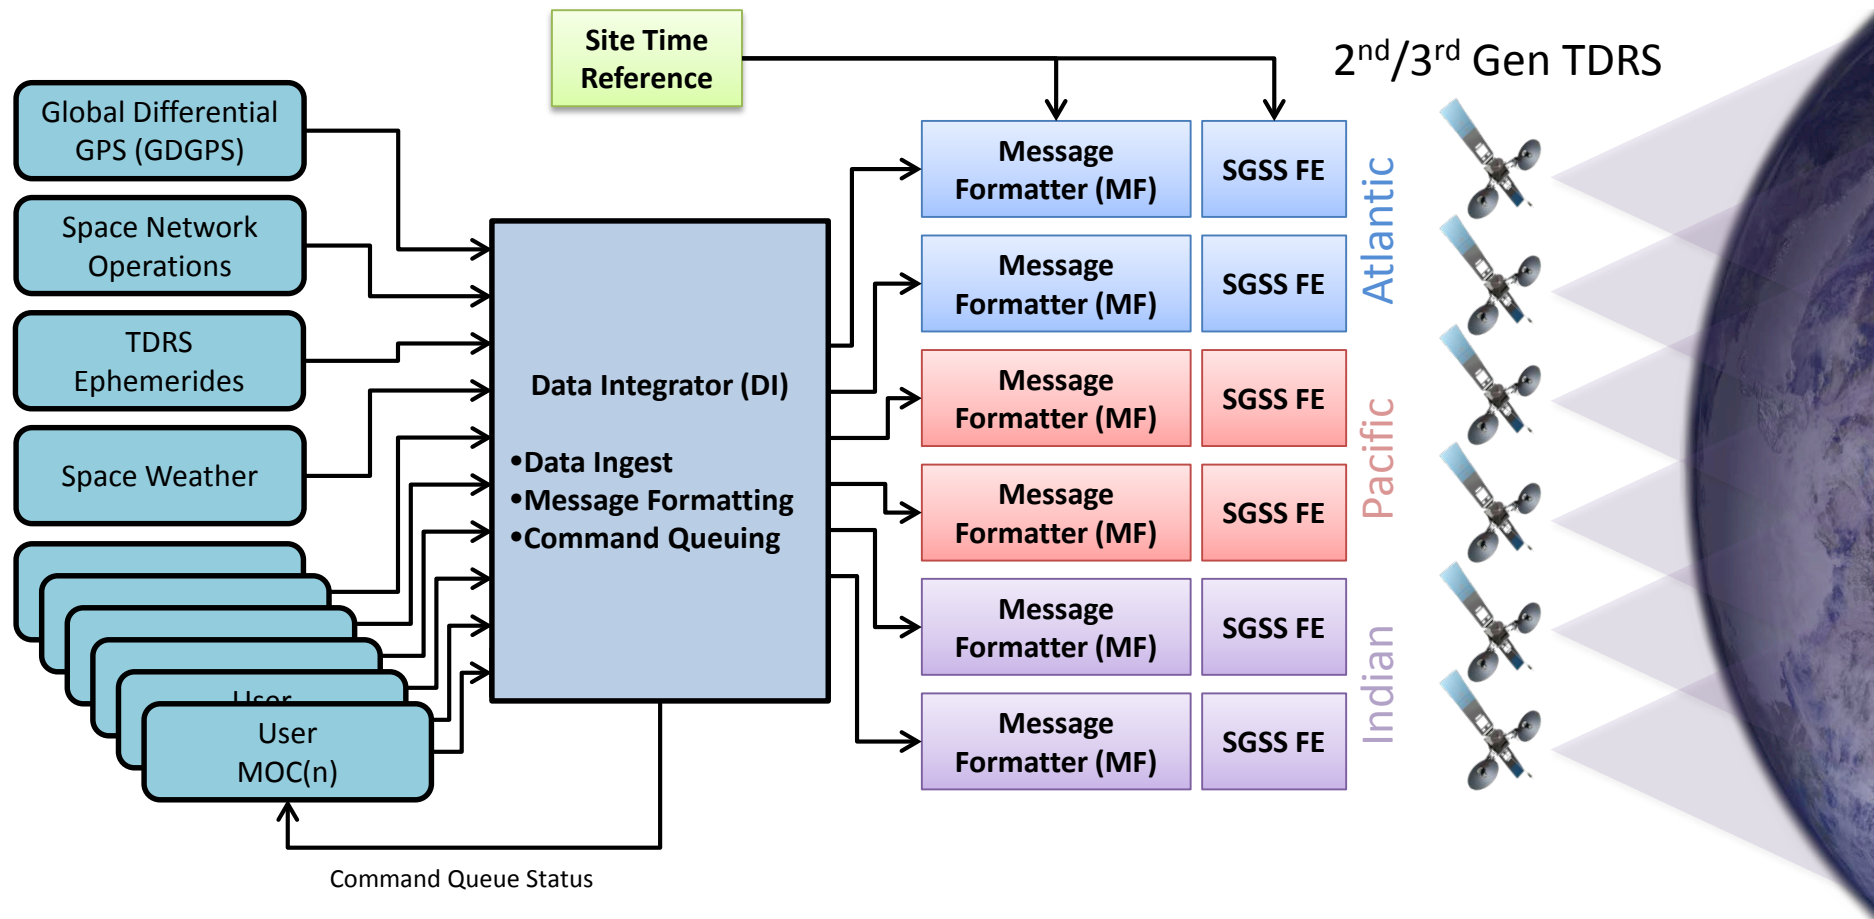 Site Time
Reference
2nd/3rd Gen TDRS
Global Differential
GPS (GDGPS)
Space Network
Operations
TDRS
Ephemerides
Space Weather
User
User
MOC(n)
Command Queue Status
Data Integrator (DI)
•Data Ingest
•Message Formatting
•Command Queuing
Message
Formatter (MF)
SGSS FE
Message
Formatter (MF)
SGSS FE
Atlantic
Message
Formatter (MF)
SGSS FE
Message
Formatter (MF)
SGSS FE
Pacific
Message
Formatter (MF)
SGSS FE
Message
Formatter (MF)
SGSS FE
Indian